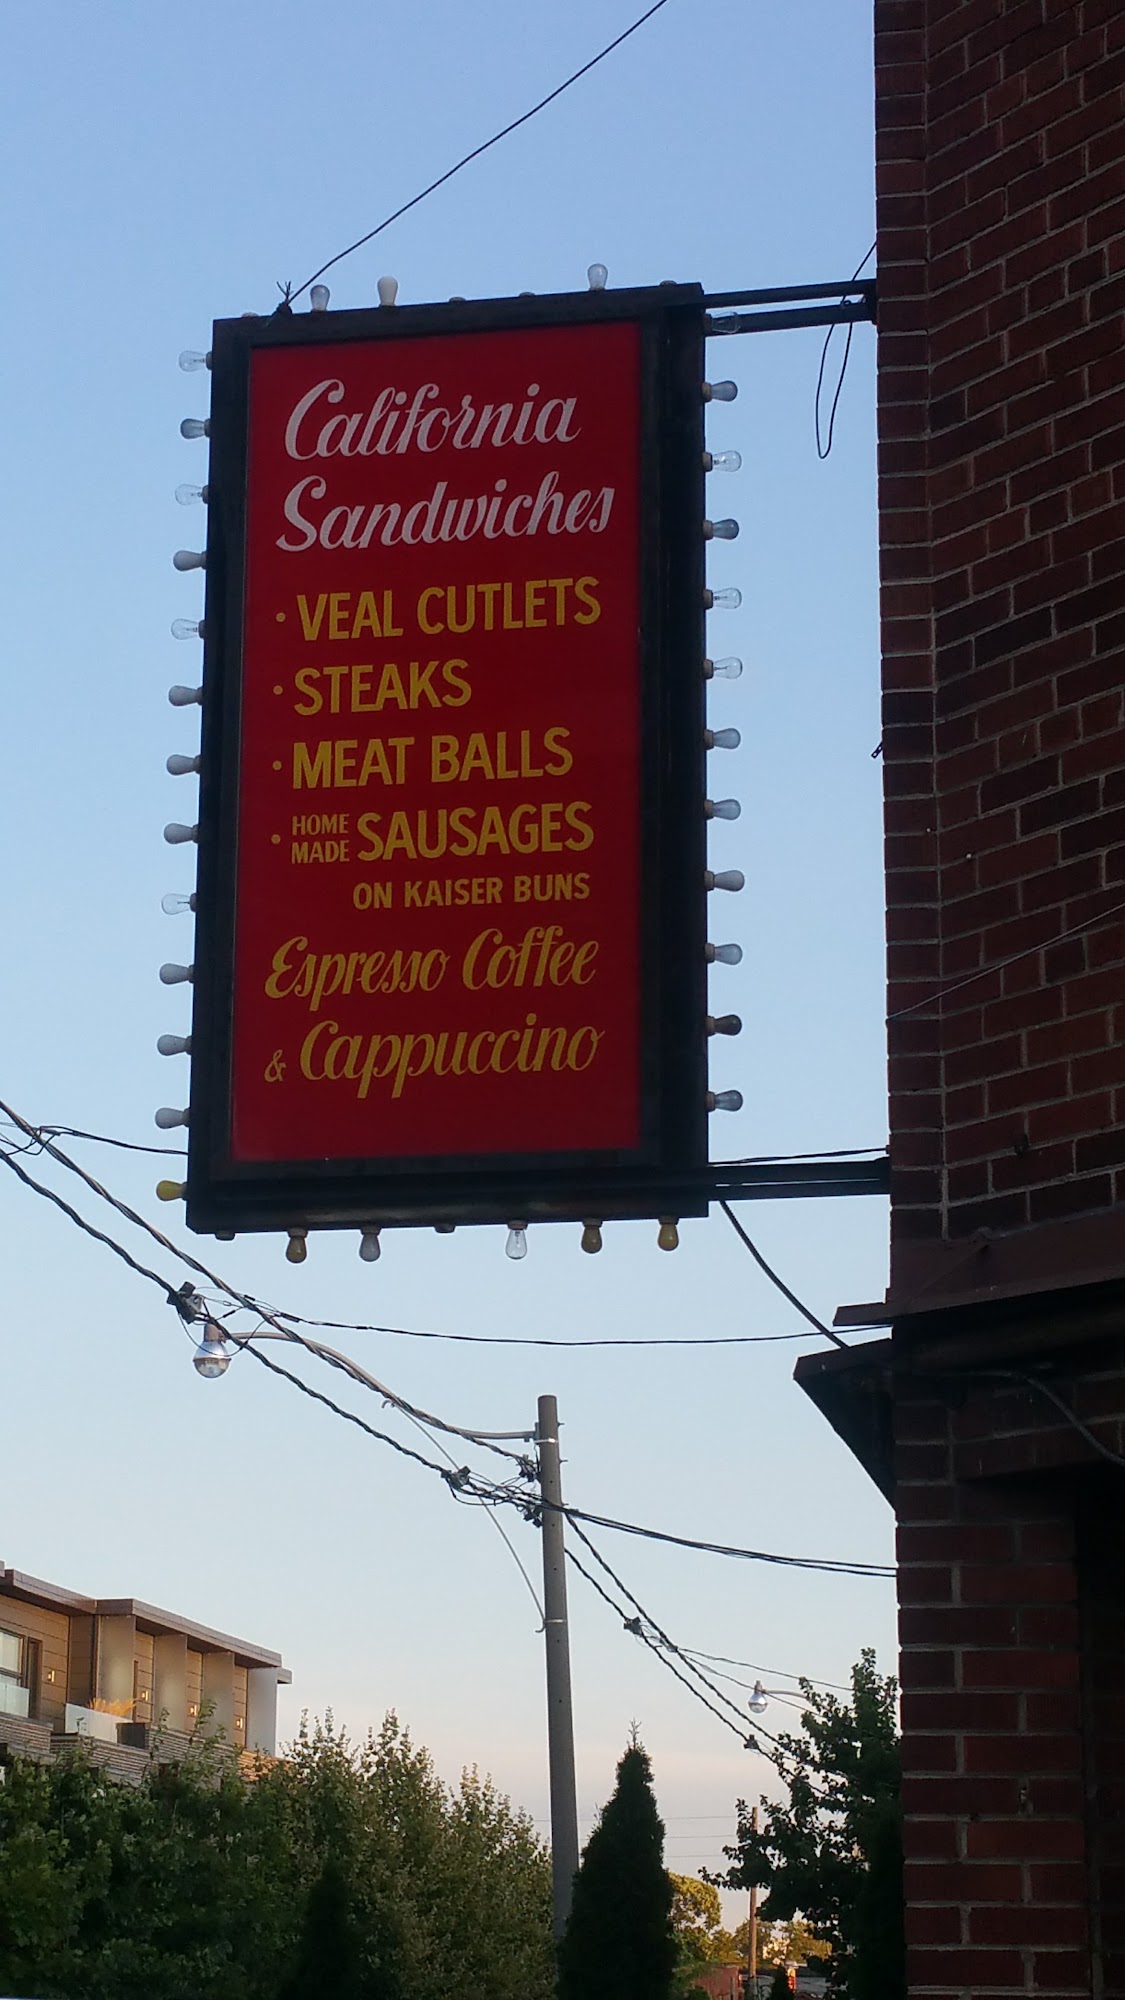 California
Sandwiches
· VEAL CUTLETS
· STEAKS
· MEAT BALLS
· HOME MADE SAUSAGES
ON KAISER BUNS
Espresso Coffee
& Cappuccino